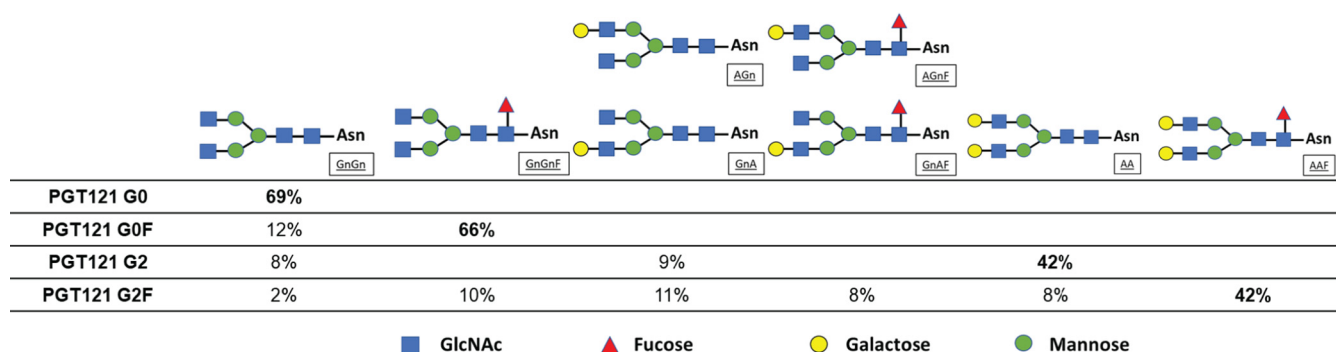 Asn Asn
AGn AGnF
Asn Asn Asn Asn Asn Asn
GnGn GnGnF GnA GnAF AA AAF
PGT121 G0 69%
PGT121 G0F 12% 66%
PGT121 G2 8% 9% 42%
PGT121 G2F 2% 10% 11% 8% 8% 42%
GlcNAc Fucose Galactose Mannose